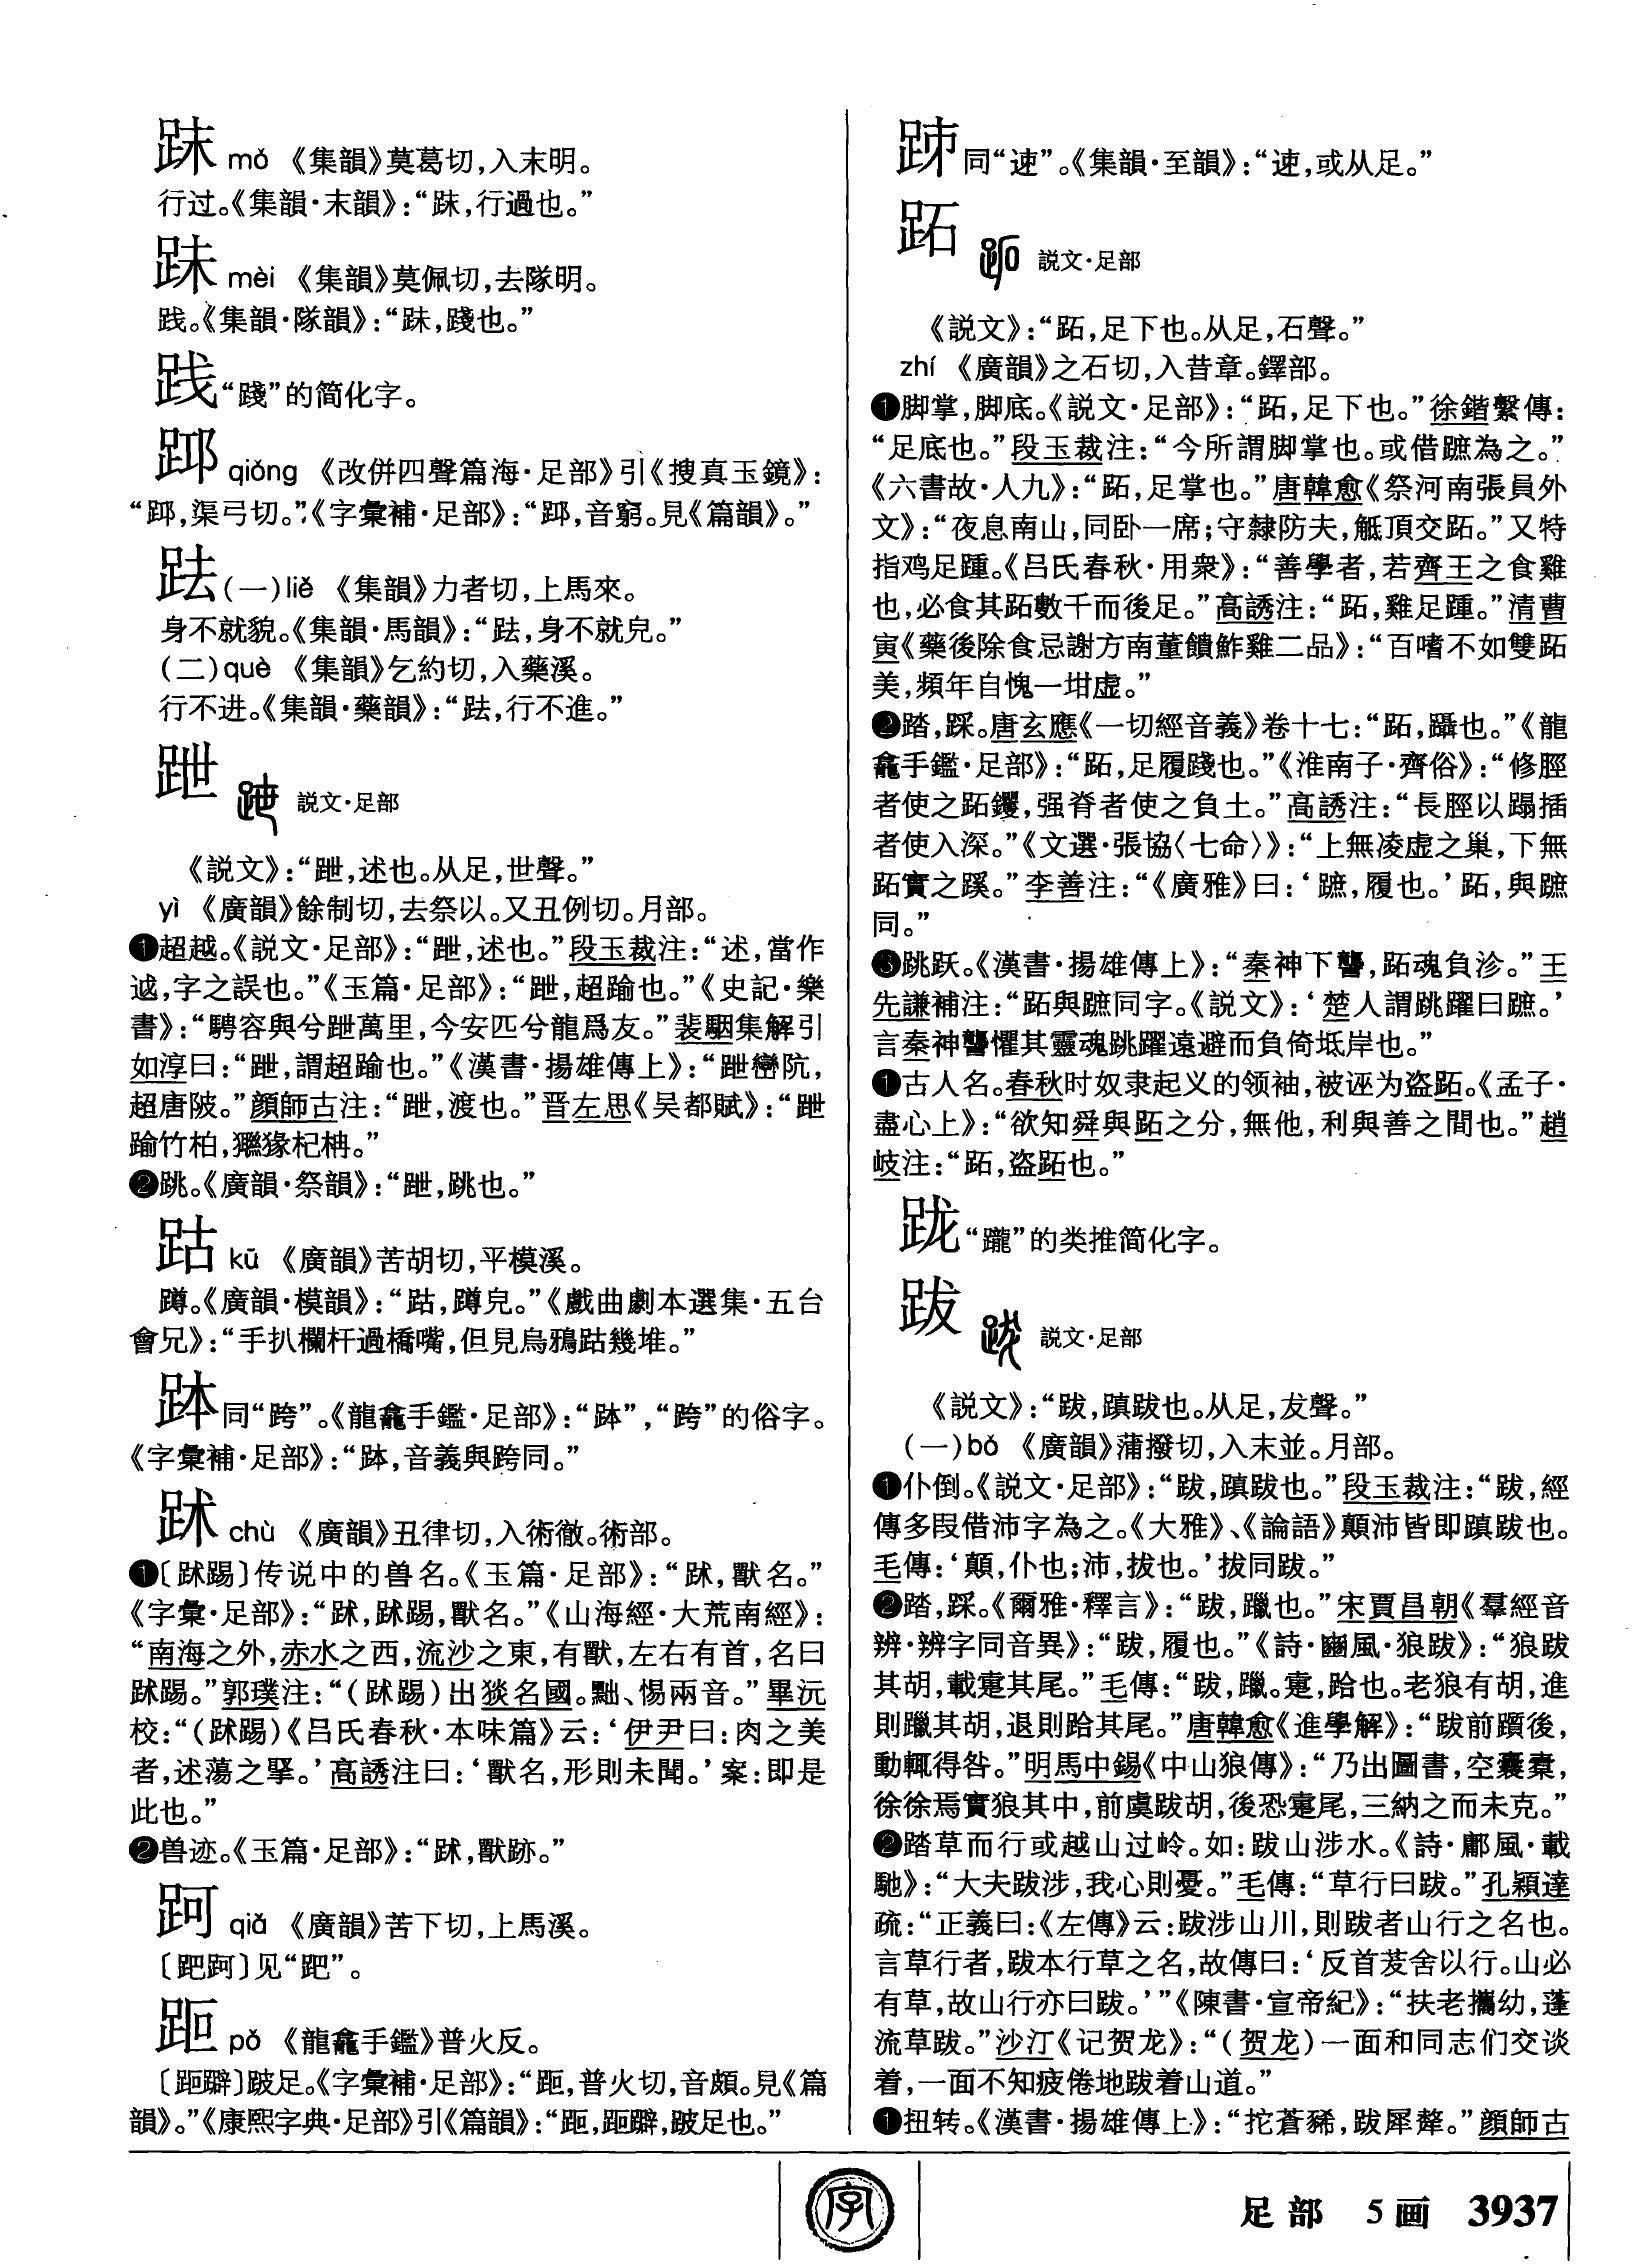 跊 mǒ 《集韻》莫葛切,入末明。
行过。《集韻·末韻》:“䟟,行過也。”
跊 mèi 《集韻》莫佩切,去隊明。
践。《集韻·隊韻》:“跊,踐也。”
践“踐”的简化字。
qiǒng 《改併四聲篇海·足部》引《搜真玉鏡》:
渠弓切。”《字彙補·足部》:音窮。見《篇韻》。”
(一)liě 《集韻》力者切,上馬來。
身不就貌。《集韻·馬韻》:“身不就皃。”
(二)què 《集韻》乞約切,入藥溪。
行不进。《集韻·藥韻》:“行不進。”
跇 説文·足部
《説文》:“跇,述也。从足,世聲。”
yì 《廣韻》餘制切,去祭以。又丑例切。月部。
❶超越。《説文·足部》:“跇,述也。”段玉裁注:“述,當作
䟠,字之誤也。”《玉篇·足部》:“跇,超踰也。”《史記·樂
書》:“騁容與兮跇萬里,今安匹兮龍爲友。”裴駰集解引
如淳曰:“跇,謂超踰也。”《漢書·揚雄傳上》:“跇巒阬,
超唐陂。”顔師古注:“跇,渡也。”晋左思《吴都賦》:“跇
踰竹柏,獼猭杞柟。”
❷跳。《廣韻·祭韻》:“跇,跳也。”
跍 kū 《廣韻》苦胡切,平模溪。
蹲。《廣韻·模韻》:“跍,蹲皃。”《戲曲劇本選集·五台
會兄》:“手扒欄杆過橋嘴,但見烏鴉跍幾堆。”
同“跨”。《龍龕手鑑·足部》:“跨”的俗字。
《字彙補·足部》:音義與跨同。”
䟣 chù 《廣韻》丑律切,入術徹。術部。
❶〔䟣踢〕传说中的兽名。《玉篇·足部》:“䟣,獸名。”
《字彙·足部》:“䟣,䟣踢,獸名。”《山海經·大荒南經》:
“南海之外,赤水之西,流沙之東,有獸,左右有首,名曰
䟣踢。”郭璞注:“(䟣踢)出㷋名國。黜、惕兩音。”畢沅
校:“(䟣踢)《吕氏春秋·本味篇》云:‘伊尹曰:肉之美
者,述蕩之掔。’高誘注曰:‘獸名,形則未聞。’案:即是
此也。”
❷兽迹。《玉篇·足部》:“䟣,獸跡。”
跒 qiǎ 《廣韻》苦下切,上馬溪。
〔跁跒〕见“跁”。
pǒ 《龍龕手鑑》普火反。
跛足。《字彙補·足部》:普火切,音頗。見《篇
韻》。”《康熙字典·足部》引《篇韻》:跛足也。”
同“迊”。《集韻·至韻》:或从足。”
跖 説文·足部
《説文》:“跖,足下也。从足,石聲。”
zhí 《廣韻》之石切,入昔章。鐸部。
❶脚掌,脚底。《説文·足部》:“跖,足下也。”徐鍇繫傳:
“足底也。”段玉裁注:“今所謂脚掌也。或借蹠為之。”
《六書故·人九》:“跖,足掌也。”唐韓愈《祭河南張員外
文》:“夜息南山,同卧一席;守隸防夫,觝頂交跖。”又特
指鸡足踵。《吕氏春秋·用衆》:“善學者,若齊王之食雞
也,必食其跖數千而後足。”高誘注:“跖,雞足踵。”清曹
寅《藥後除食忌謝方南董饋鮓雞二品》:“百嗜不如雙跖
美,頻年自愧一坩虚。”
❷踏,踩。唐玄應《一切經音義》卷十七:“跖,躡也。”《龍
龕手鑑·足部》:“跖,足履踐也。”《淮南子·齊俗》:“修脛
者使之跖钁,强脊者使之負土。”高誘注:“長脛以蹋插
者使入深。”《文選·張協〈七命〉》:“上無凌虚之巢,下無
跖實之蹊。”李善注:“《廣雅》曰:‘蹠,履也。’跖,與蹠
同。”
❸跳跃。《漢書·揚雄傳上》:“秦神下讋,跖魂負沴。”王
先謙補注:“跖與蹠同字。《説文》:‘楚人謂跳躍曰蹠。’
言秦神讋懼其靈魂跳躍遠避而負倚坻岸也。”
❶古人名。春秋时奴隶起义的领袖,被诬为盗跖。《孟子·
盡心上》:“欲知舜與跖之分,無他,利與善之間也。”趙
岐注:“跖,盗跖也。”
“躘”的类推简化字。
跋 説文·足部
《説文》:“跋,蹎跋也。从足,犮聲。”
(一)bǒ 《廣韻》蒲撥切,入末並。月部。
❶仆倒。《説文·足部》:“跋,蹎跋也。”段玉裁注:“跋,經
傳多叚借沛字為之。《大雅》、《論語》顛沛皆即蹎跋也。
毛傳:‘顛,仆也;沛,拔也。’拔同跋。”
❷踏,踩。《爾雅·釋言》:“跋,躐也。”宋賈昌朝《羣經音
辨·辨字同音異》:“跋,履也。”《詩·豳風·狼跋》:“狼跋
其胡,載疐其尾。”毛傳:“跋,躐。疐,跲也。老狼有胡,進
則躐其胡,退則跲其尾。”唐韓愈《進學解》:“跋前躓後,
動輒得咎。”明馬中錫《中山狼傳》:“乃出圖書,空囊橐,
徐徐焉實狼其中,前虞跋胡,後恐疐尾,三納之而未克。”
❷踏草而行或越山过岭。如:跋山涉水。《詩·鄘風·載
馳》:“大夫跋涉,我心則憂。”毛傳:“草行曰跋。”孔穎達
疏:“正義曰:《左傳》云:跋涉山川,則跋者山行之名也。
言草行者,跋本行草之名,故傳曰:‘反首茇舍以行。山必
有草,故山行亦曰跋。’”《陳書·宣帝紀》:“扶老攜幼,蓬
流草跋。”沙汀《记贺龙》:“(贺龙)一面和同志们交谈
着,一面不知疲倦地跋着山道。”
❶扭转。《漢書·揚雄傳上》:“拕蒼豨,跋犀犛。”顔師古
字
足部 5画 3937